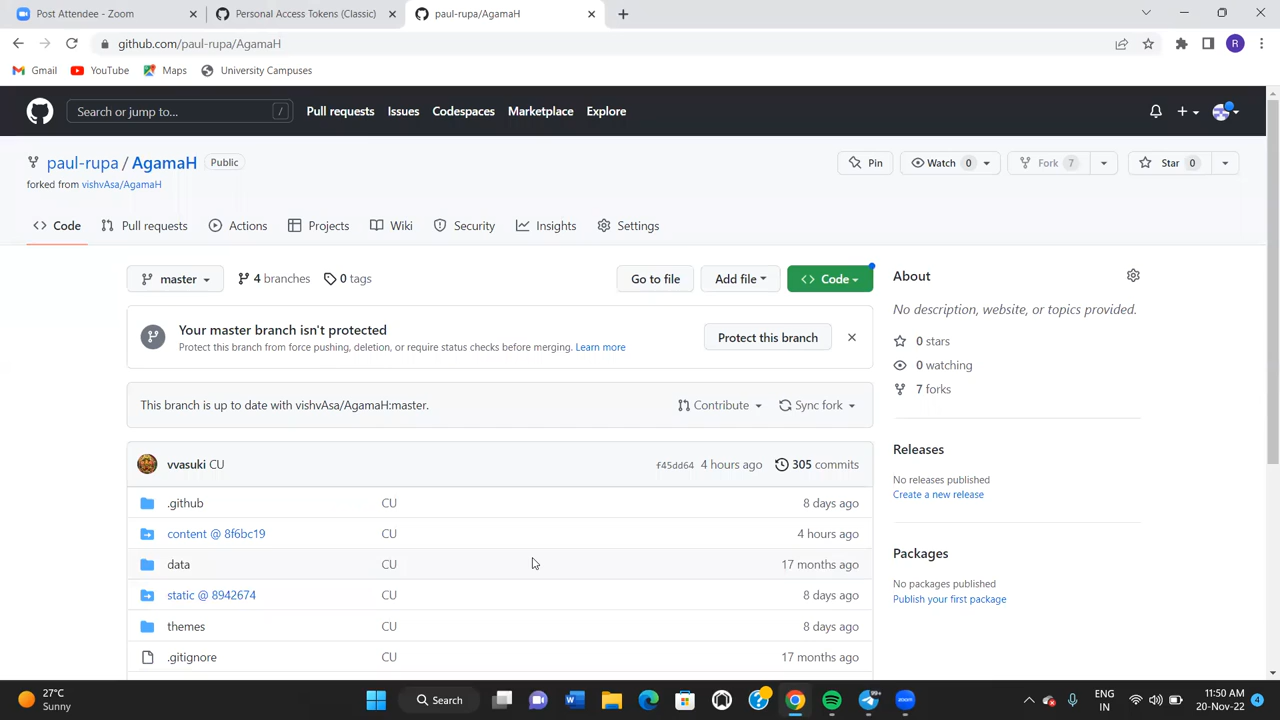 Post Attendee - Zoom
Personal Access Tokens (Classic)
paul-rupa/AgamaH
github.com/paul-rupa/AgamaH
R
Gmail
YouTube
Maps
University Campuses
Search or jump to...
/
Pull requests
Issues
Codespaces
Marketplace
Explore
paul-rupa / AgamaH
Public
Pin
Watch 0
Fork 7
Star 0
forked from vishvAsa/AgamaH
Code
Pull requests
Actions
Projects
Wiki
Security
Insights
Settings
master
4 branches
0 tags
Go to file
Add file
Code
Your master branch isn't protected
Protect this branch from force pushing, deletion, or require status checks before merging. Learn more
Protect this branch
This branch is up to date with vishvAsa/AgamaH:master.
Contribute
Sync fork
vvasuki CU
f45dd64 4 hours ago
305 commits
.github CU 8 days ago
content @ 8f6bc19 CU 4 hours ago
data CU 17 months ago
static @ 8942674 CU 8 days ago
themes CU 8 days ago
.gitignore CU 17 months ago
About
No description, website, or topics provided.
0 stars
0 watching
7 forks
Releases
No releases published
Create a new release
Packages
No packages published
Publish your first package
27°C
Sunny
Search
99+
zoom
ENG
IN
11:50 AM
20-Nov-22
4